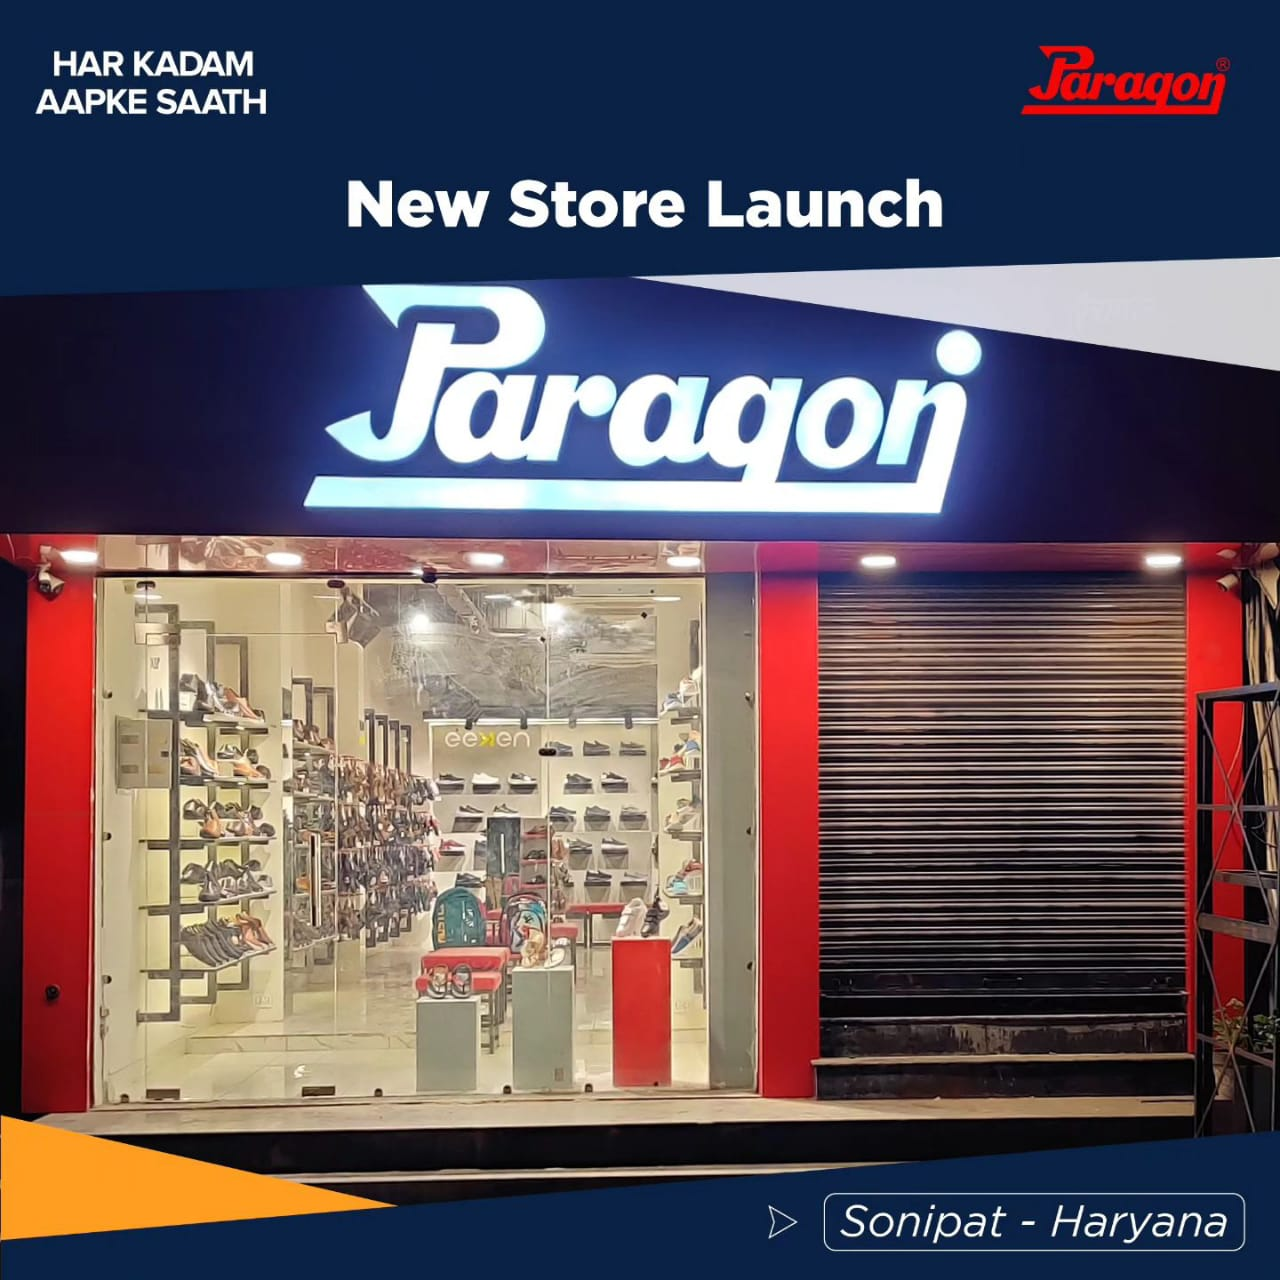 HAR KADAM
AAPKE SAATH
Paragon®
New Store Launch
Paragon
eeken
Sonipat - Haryana